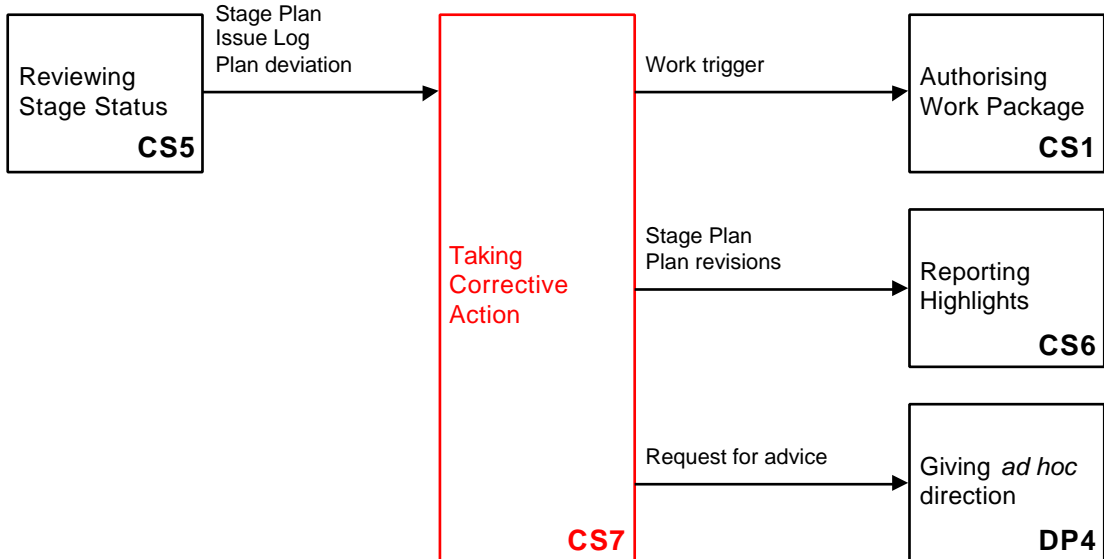 Stage Plan
Issue Log
Plan deviation
Reviewing
Stage Status
CS5
Taking
Corrective
Action
CS7
Work trigger
Authorising
Work Package
CS1
Stage Plan
Plan revisions
Reporting
Highlights
CS6
Request for advice
Giving ad hoc
direction
DP4